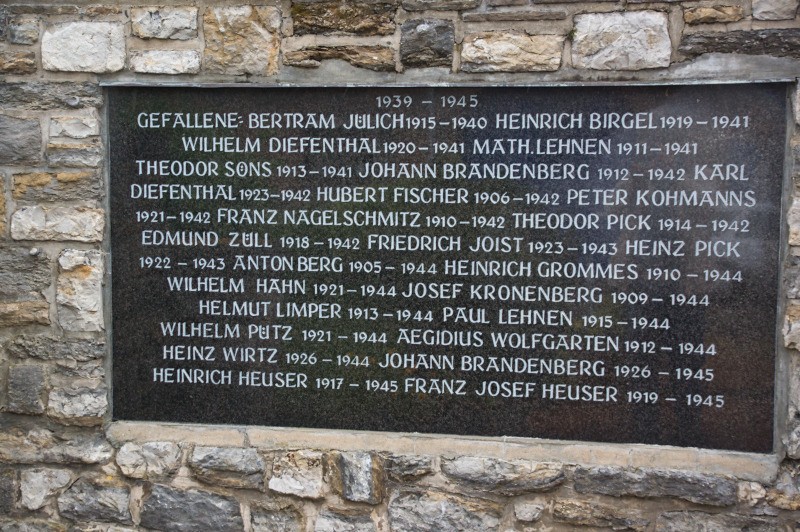 1939 – 1945
GEFALLENE:- BERTRAM JÜLICH 1915–1940 HEINRICH BIRGEL 1919–1941
WILHELM DIEFENTHAL 1920–1941 MATH. LEHNEN 1911–1941
THEODOR SONS 1913–1941 JOHANN BRANDENBERG 1912–1942 KARL
DIEFENTHAL 1923–1942 HUBERT FISCHER 1906–1942 PETER KOHMANNS
1921–1942 FRANZ NAGELSCHMITZ 1910–1942 THEODOR PICK 1914–1942
EDMUND ZÜLL 1918–1942 FRIEDRICH JOIST 1923–1943 HEINZ PICK
1922–1943 ANTON BERG 1905–1944 HEINRICH GROMMES 1910–1944
WILHELM HAHN 1921–1944 JOSEF KRONENBERG 1909–1944
HELMUT LIMPER 1913–1944 PAUL LEHNEN 1915–1944
WILHELM PÜTZ 1921–1944 AEGIDIUS WOLFGARTEN 1912–1944
HEINZ WIRTZ 1926–1944 JOHANN BRANDENBERG 1926–1945
HEINRICH HEUSER 1917–1945 FRANZ JOSEF HEUSER 1919–1945